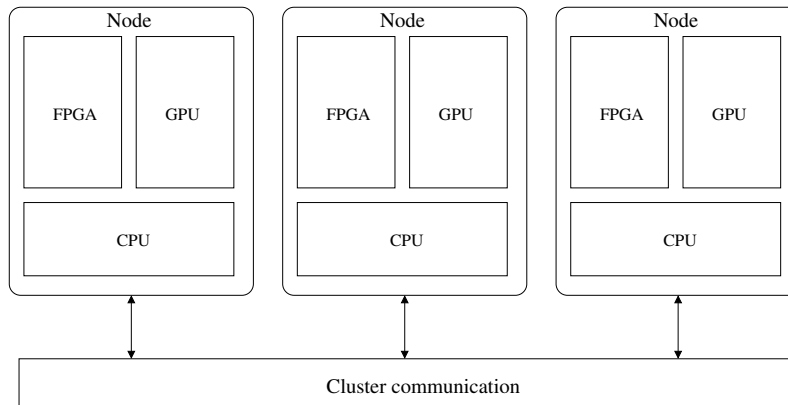 Node Node Node
FPGA GPU FPGA GPU FPGA GPU
CPU CPU CPU
Cluster communication